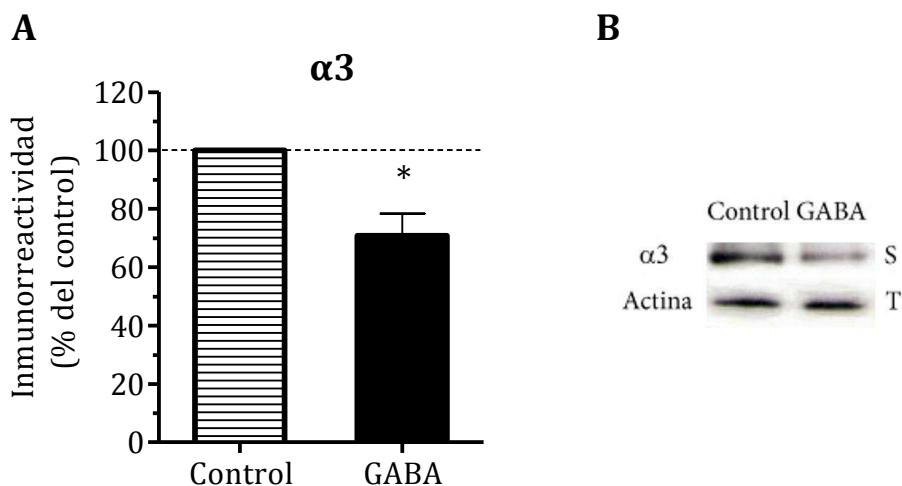 A
B
α3
Inmunorreactividad
(% del control)
120
100
80
60
40
20
0
*
Control GABA
Control GABA
α3 S
Actina T